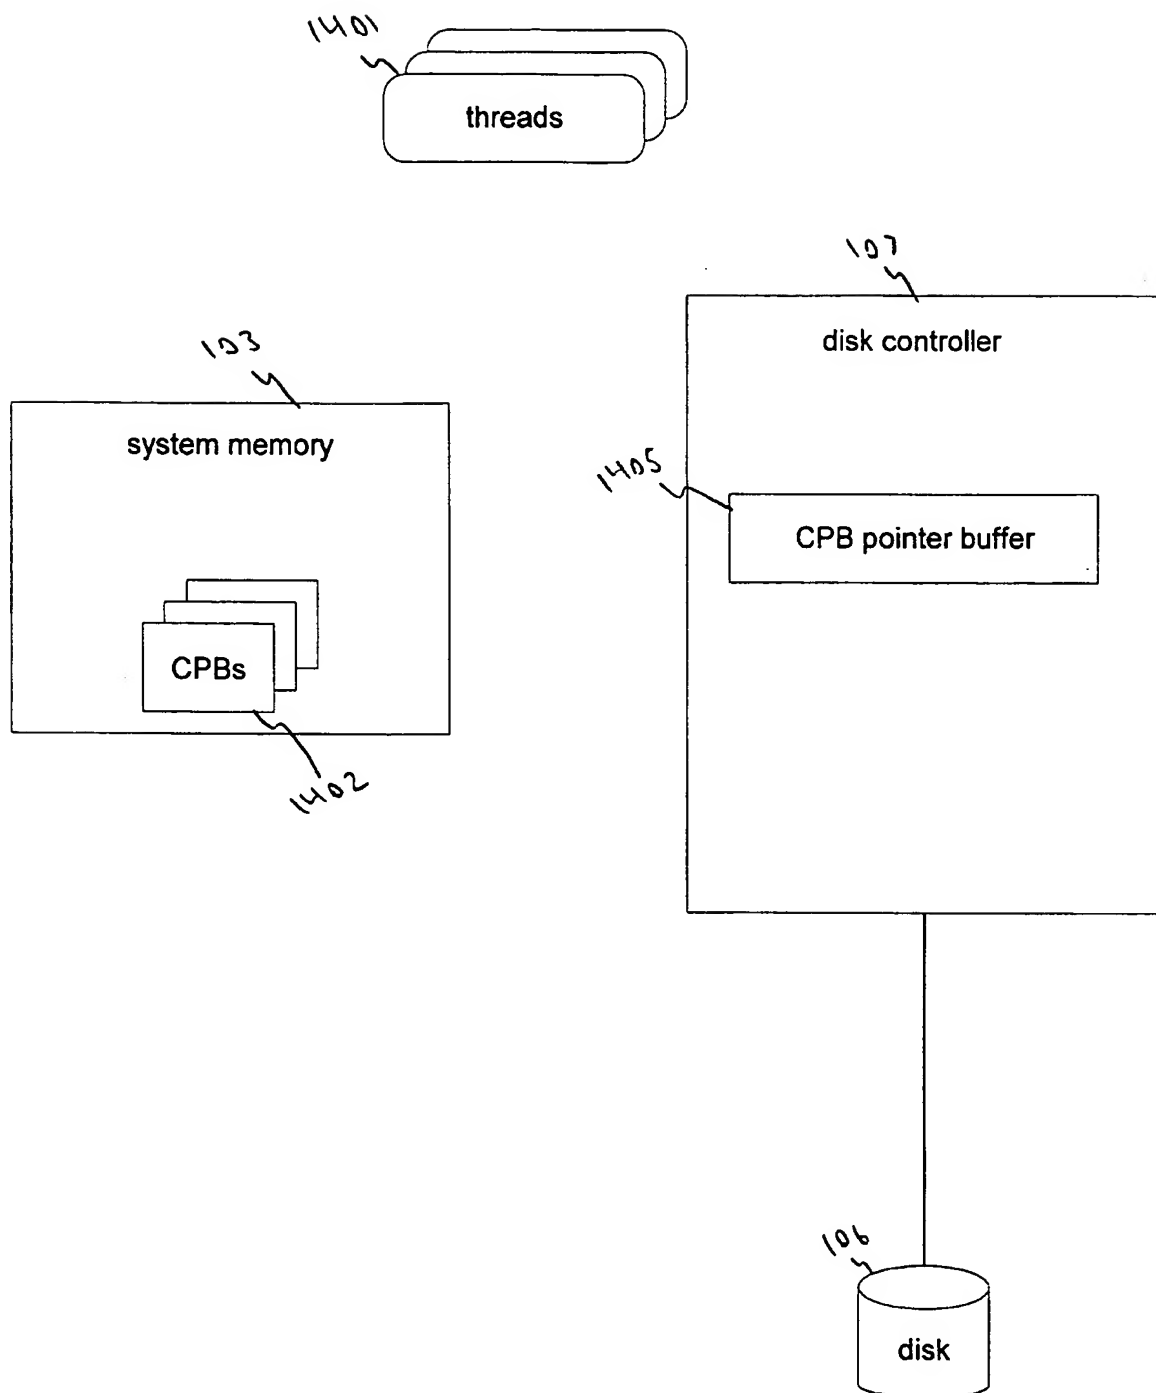 1401
threads
107
disk controller
103
system memory
1405
CPB pointer buffer
CPBs
1402
106
disk